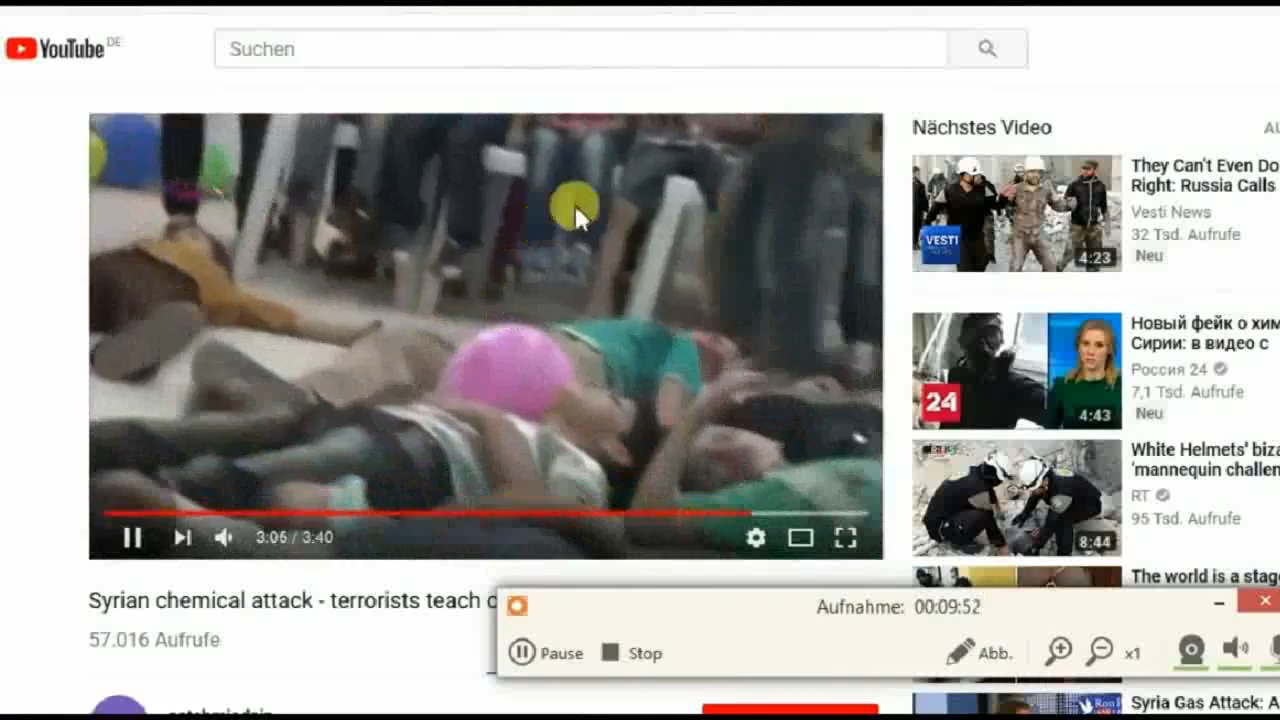 YouTube DE
Suchen
Nächstes Video
They Can't Even Do
Right: Russia Calls
Vesti News
32 Tsd. Aufrufe
Neu
VESTI
4:23
Новый фейк о хим
Сирии: в видео с
Россия 24
7,1 Tsd. Aufrufe
Neu
24
4:43
White Helmets' biza
'mannequin challen
RT
95 Tsd. Aufrufe
8:44
The world is a stag
3:06 / 3:40
Syrian chemical attack - terrorists teach
57.016 Aufrufe
Aufnahme: 00:09:52
Pause
Stop
Abb.
x1
Syria Gas Attack: A